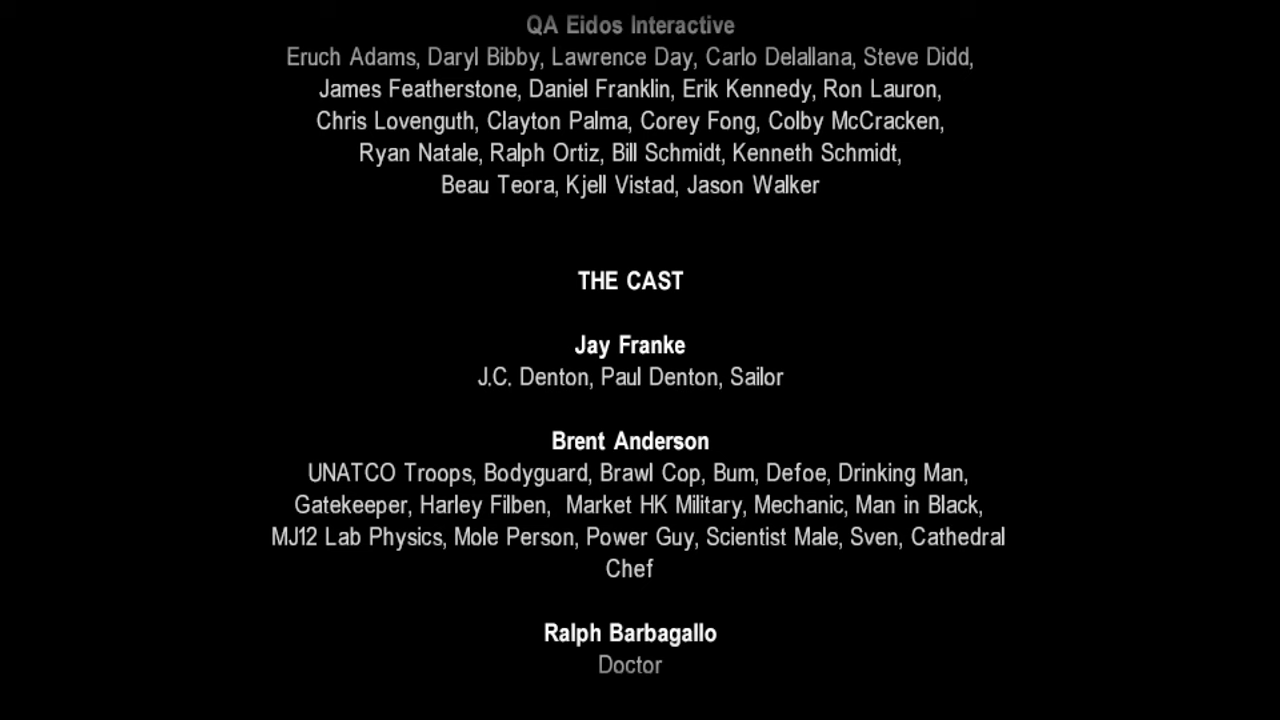 QA Eidos Interactive
Eruch Adams, Daryl Bibby, Lawrence Day, Carlo Delallana, Steve Didd,
James Featherstone, Daniel Franklin, Erik Kennedy, Ron Lauron,
Chris Lovenguth, Clayton Palma, Corey Fong, Colby McCracken,
Ryan Natale, Ralph Ortiz, Bill Schmidt, Kenneth Schmidt,
Beau Teora, Kjell Vistad, Jason Walker
THE CAST
Jay Franke
J.C. Denton, Paul Denton, Sailor
Brent Anderson
UNATCO Troops, Bodyguard, Brawl Cop, Bum, Defoe, Drinking Man,
Gatekeeper, Harley Filben,  Market HK Military, Mechanic, Man in Black,
MJ12 Lab Physics, Mole Person, Power Guy, Scientist Male, Sven, Cathedral
Chef
Ralph Barbagallo
Doctor